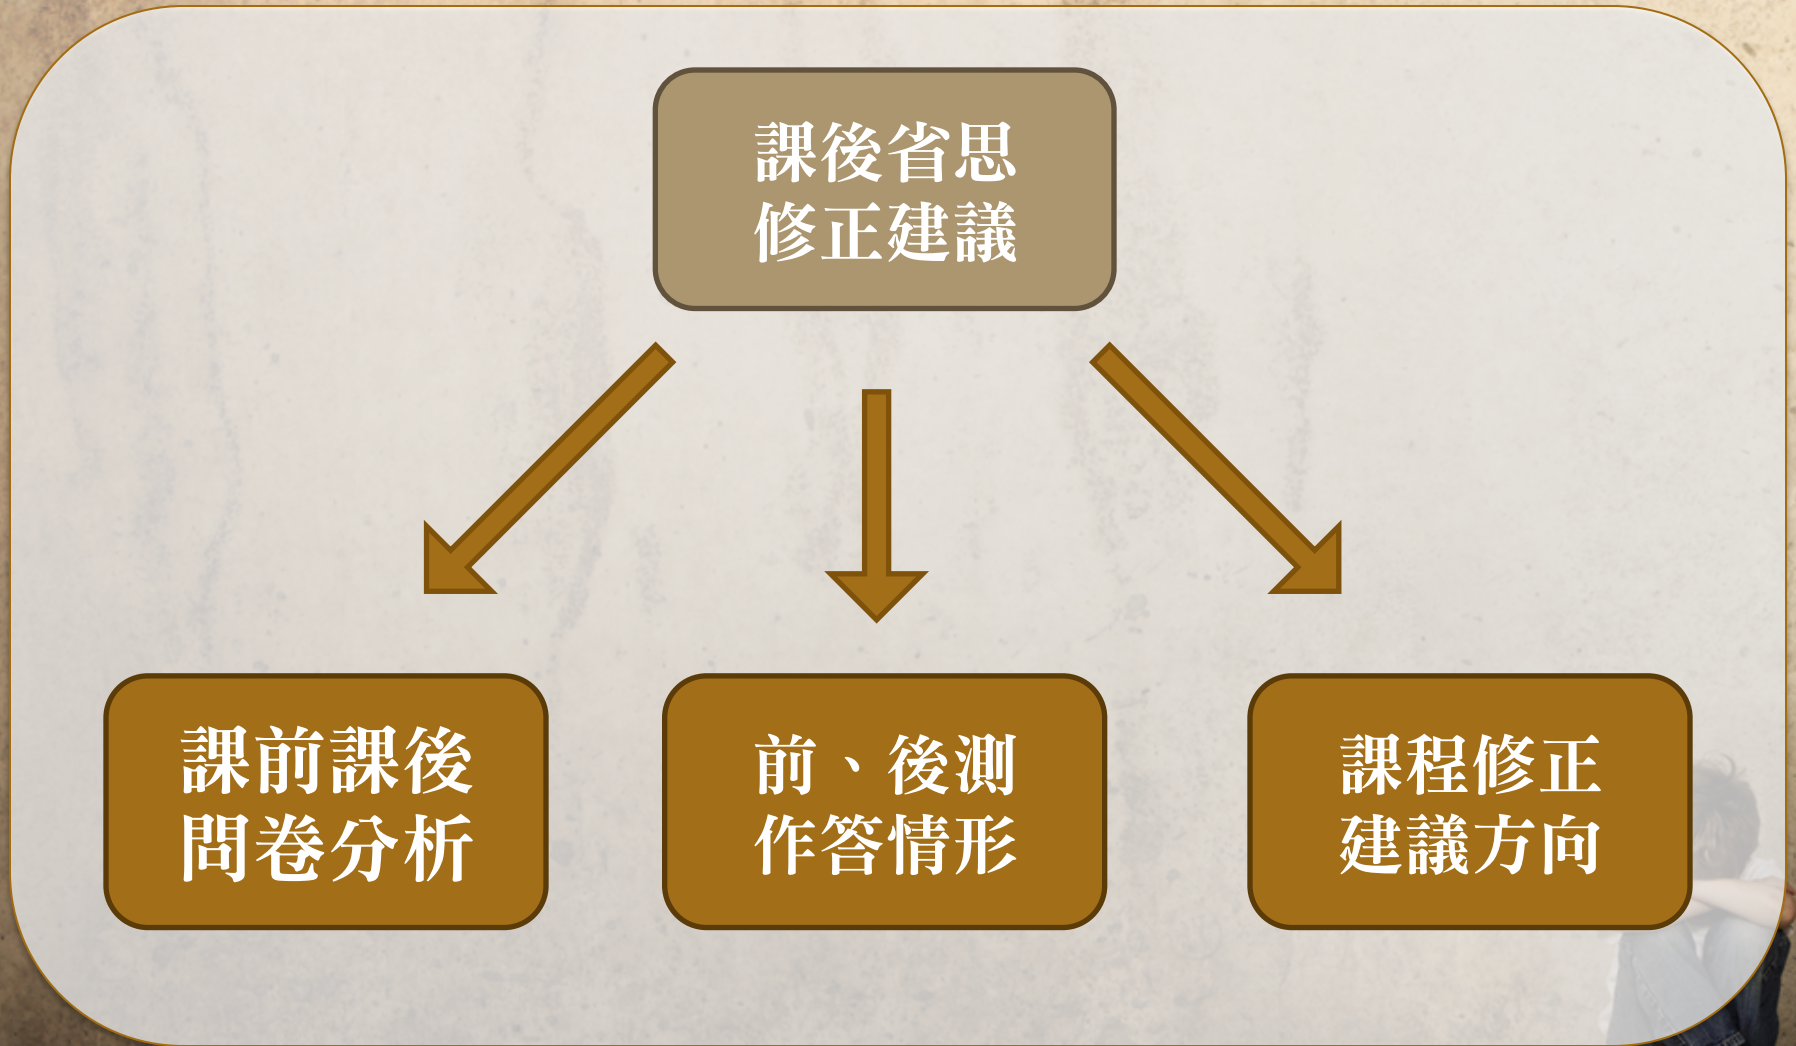 課後省思
修正建議
課前課後
問卷分析
前、後測
作答情形
課程修正
建議方向